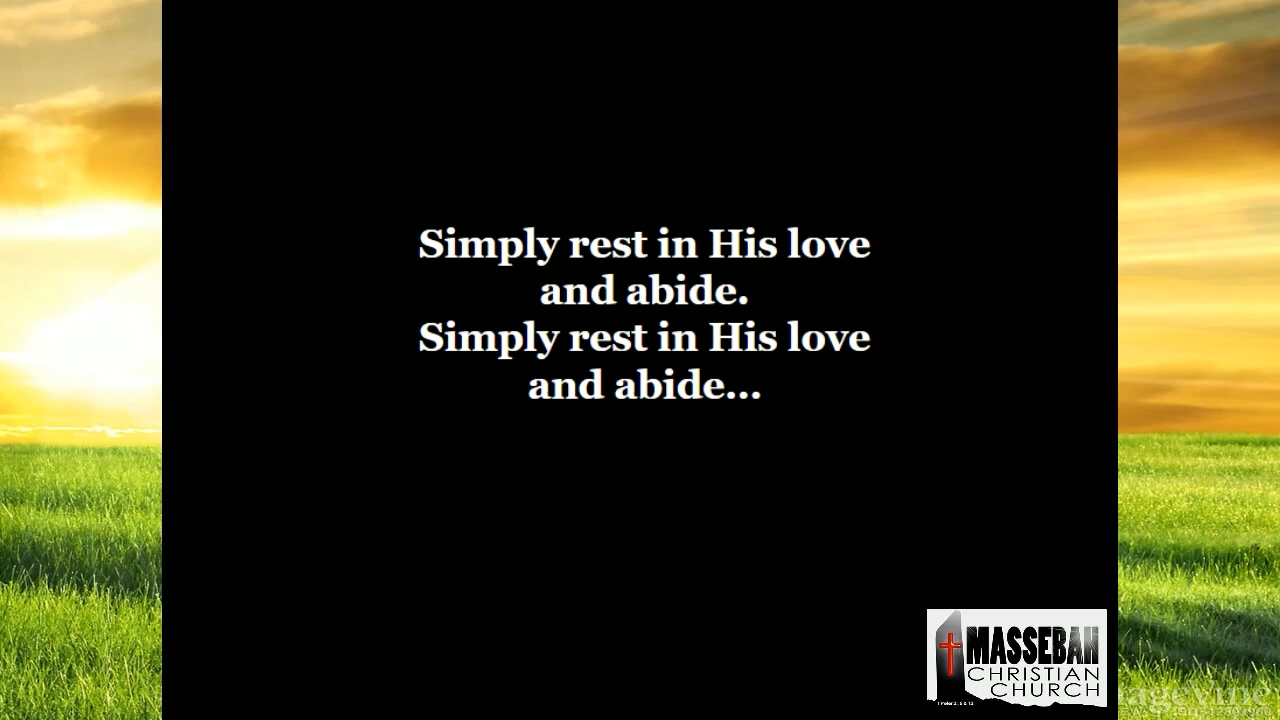 Simply rest in His love
and abide.
Simply rest in His love
and abide...
MASSEBAH
CHRISTIAN
CHURCH